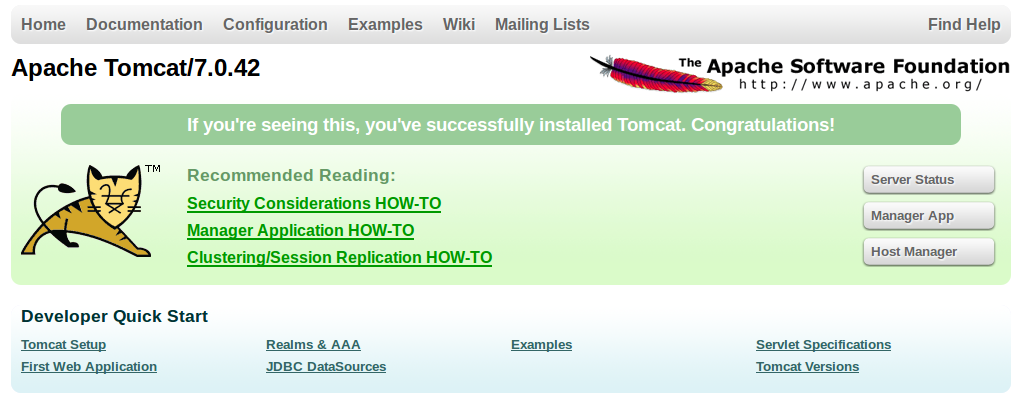 Home Documentation Configuration Examples Wiki Mailing Lists Find Help
Apache Tomcat/7.0.42
The Apache Software Foundation
http://www.apache.org/
If you're seeing this, you've successfully installed Tomcat. Congratulations!
TM
Recommended Reading:
Security Considerations HOW-TO
Manager Application HOW-TO
Clustering/Session Replication HOW-TO
Server Status
Manager App
Host Manager
Developer Quick Start
Tomcat Setup Realms & AAA Examples Servlet Specifications
First Web Application JDBC DataSources Tomcat Versions